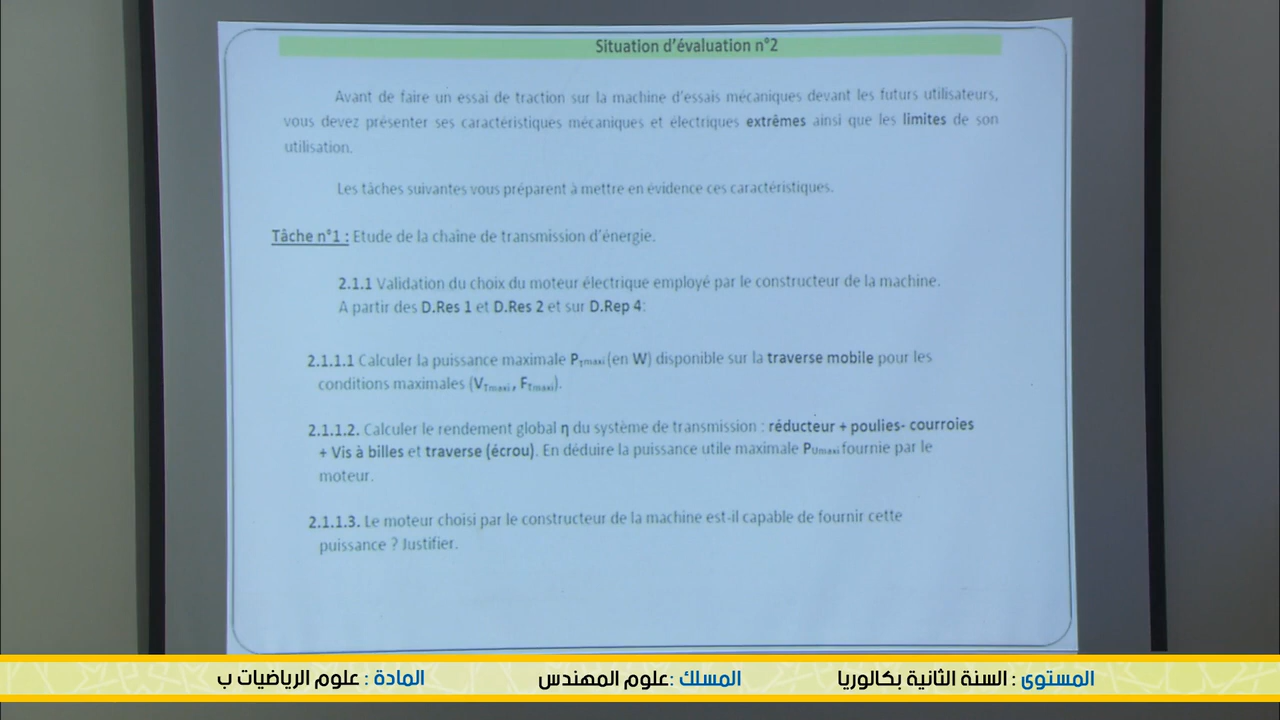 Situation d'évaluation n°2
Avant de faire un essai de traction sur la machine d'essais mécaniques devant les futurs utilisateurs,
vous devez présenter ses caractéristiques mécaniques et électriques extrêmes ainsi que les limites de son
utilisation.
Les tâches suivantes vous préparent à mettre en évidence ces caractéristiques.
Tâche n°1 : Etude de la chaine de transmission d'énergie.
2.1.1 Validation du choix du moteur électrique employé par le constructeur de la machine.
A partir des D.Res 1 et D.Res 2 et sur D.Rep 4:
2.1.1.1 Calculer la puissance maximale PTmaxi (en W) disponible sur la traverse mobile pour les
conditions maximales (VTmaxi , FTmaxi).
2.1.1.2. Calculer le rendement global η du système de transmission : réducteur + poulies- courroies
+ Vis à billes et traverse (écrou). En déduire la puissance utile maximale PUmaxi fournie par le
moteur.
2.1.1.3. Le moteur choisi par le constructeur de la machine est-il capable de fournir cette
puissance ? Justifier.
المستوى : السنة الثانية بكالوريا المسلك :علوم المهندس المادة : علوم الرياضيات ب